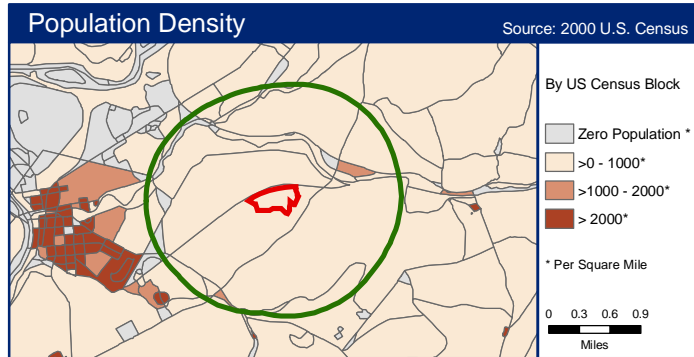 Population Density
Source: 2000 U.S. Census
By US Census Block
Zero Population *
>0 - 1000*
>1000 - 2000*
> 2000*
* Per Square Mile
0 0.3 0.6 0.9
Miles